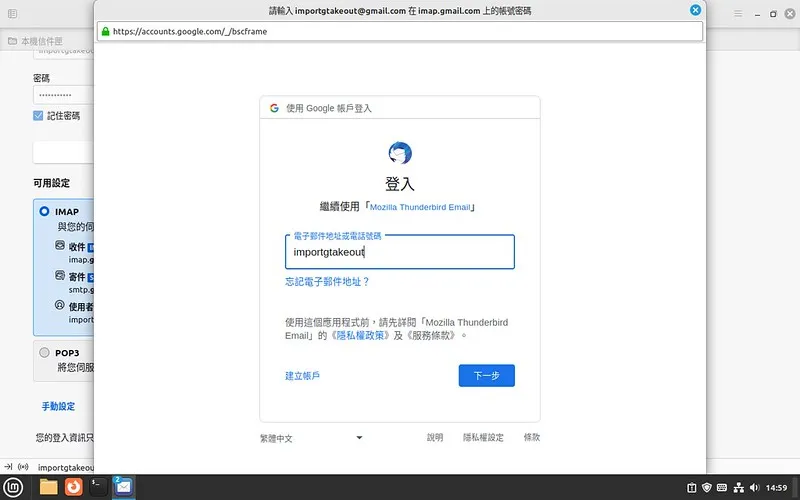 請輸入 importgtakeout@gmail.com 在 imap.gmail.com 上的帳號密碼
https://accounts.google.com/_/bscframe
本機信件匣
importgtakeout
密碼
記住密碼
可用設定
IMAP
與您的伺
收件
imap.g
寄件
smtp.g
使用者
import
POP3
將您伺服
手動設定
您的登入資訊只
importgtakeou
使用 Google 帳戶登入
登入
繼續使用「Mozilla Thunderbird Email」
電子郵件地址或電話號碼
importgtakeout
忘記電子郵件地址？
使用這個應用程式前，請先詳閱「Mozilla Thunderbird
Email」的《隱私權政策》及《服務條款》。
建立帳戶
下一步
繁體中文
說明
隱私權設定
條款
2
14:59